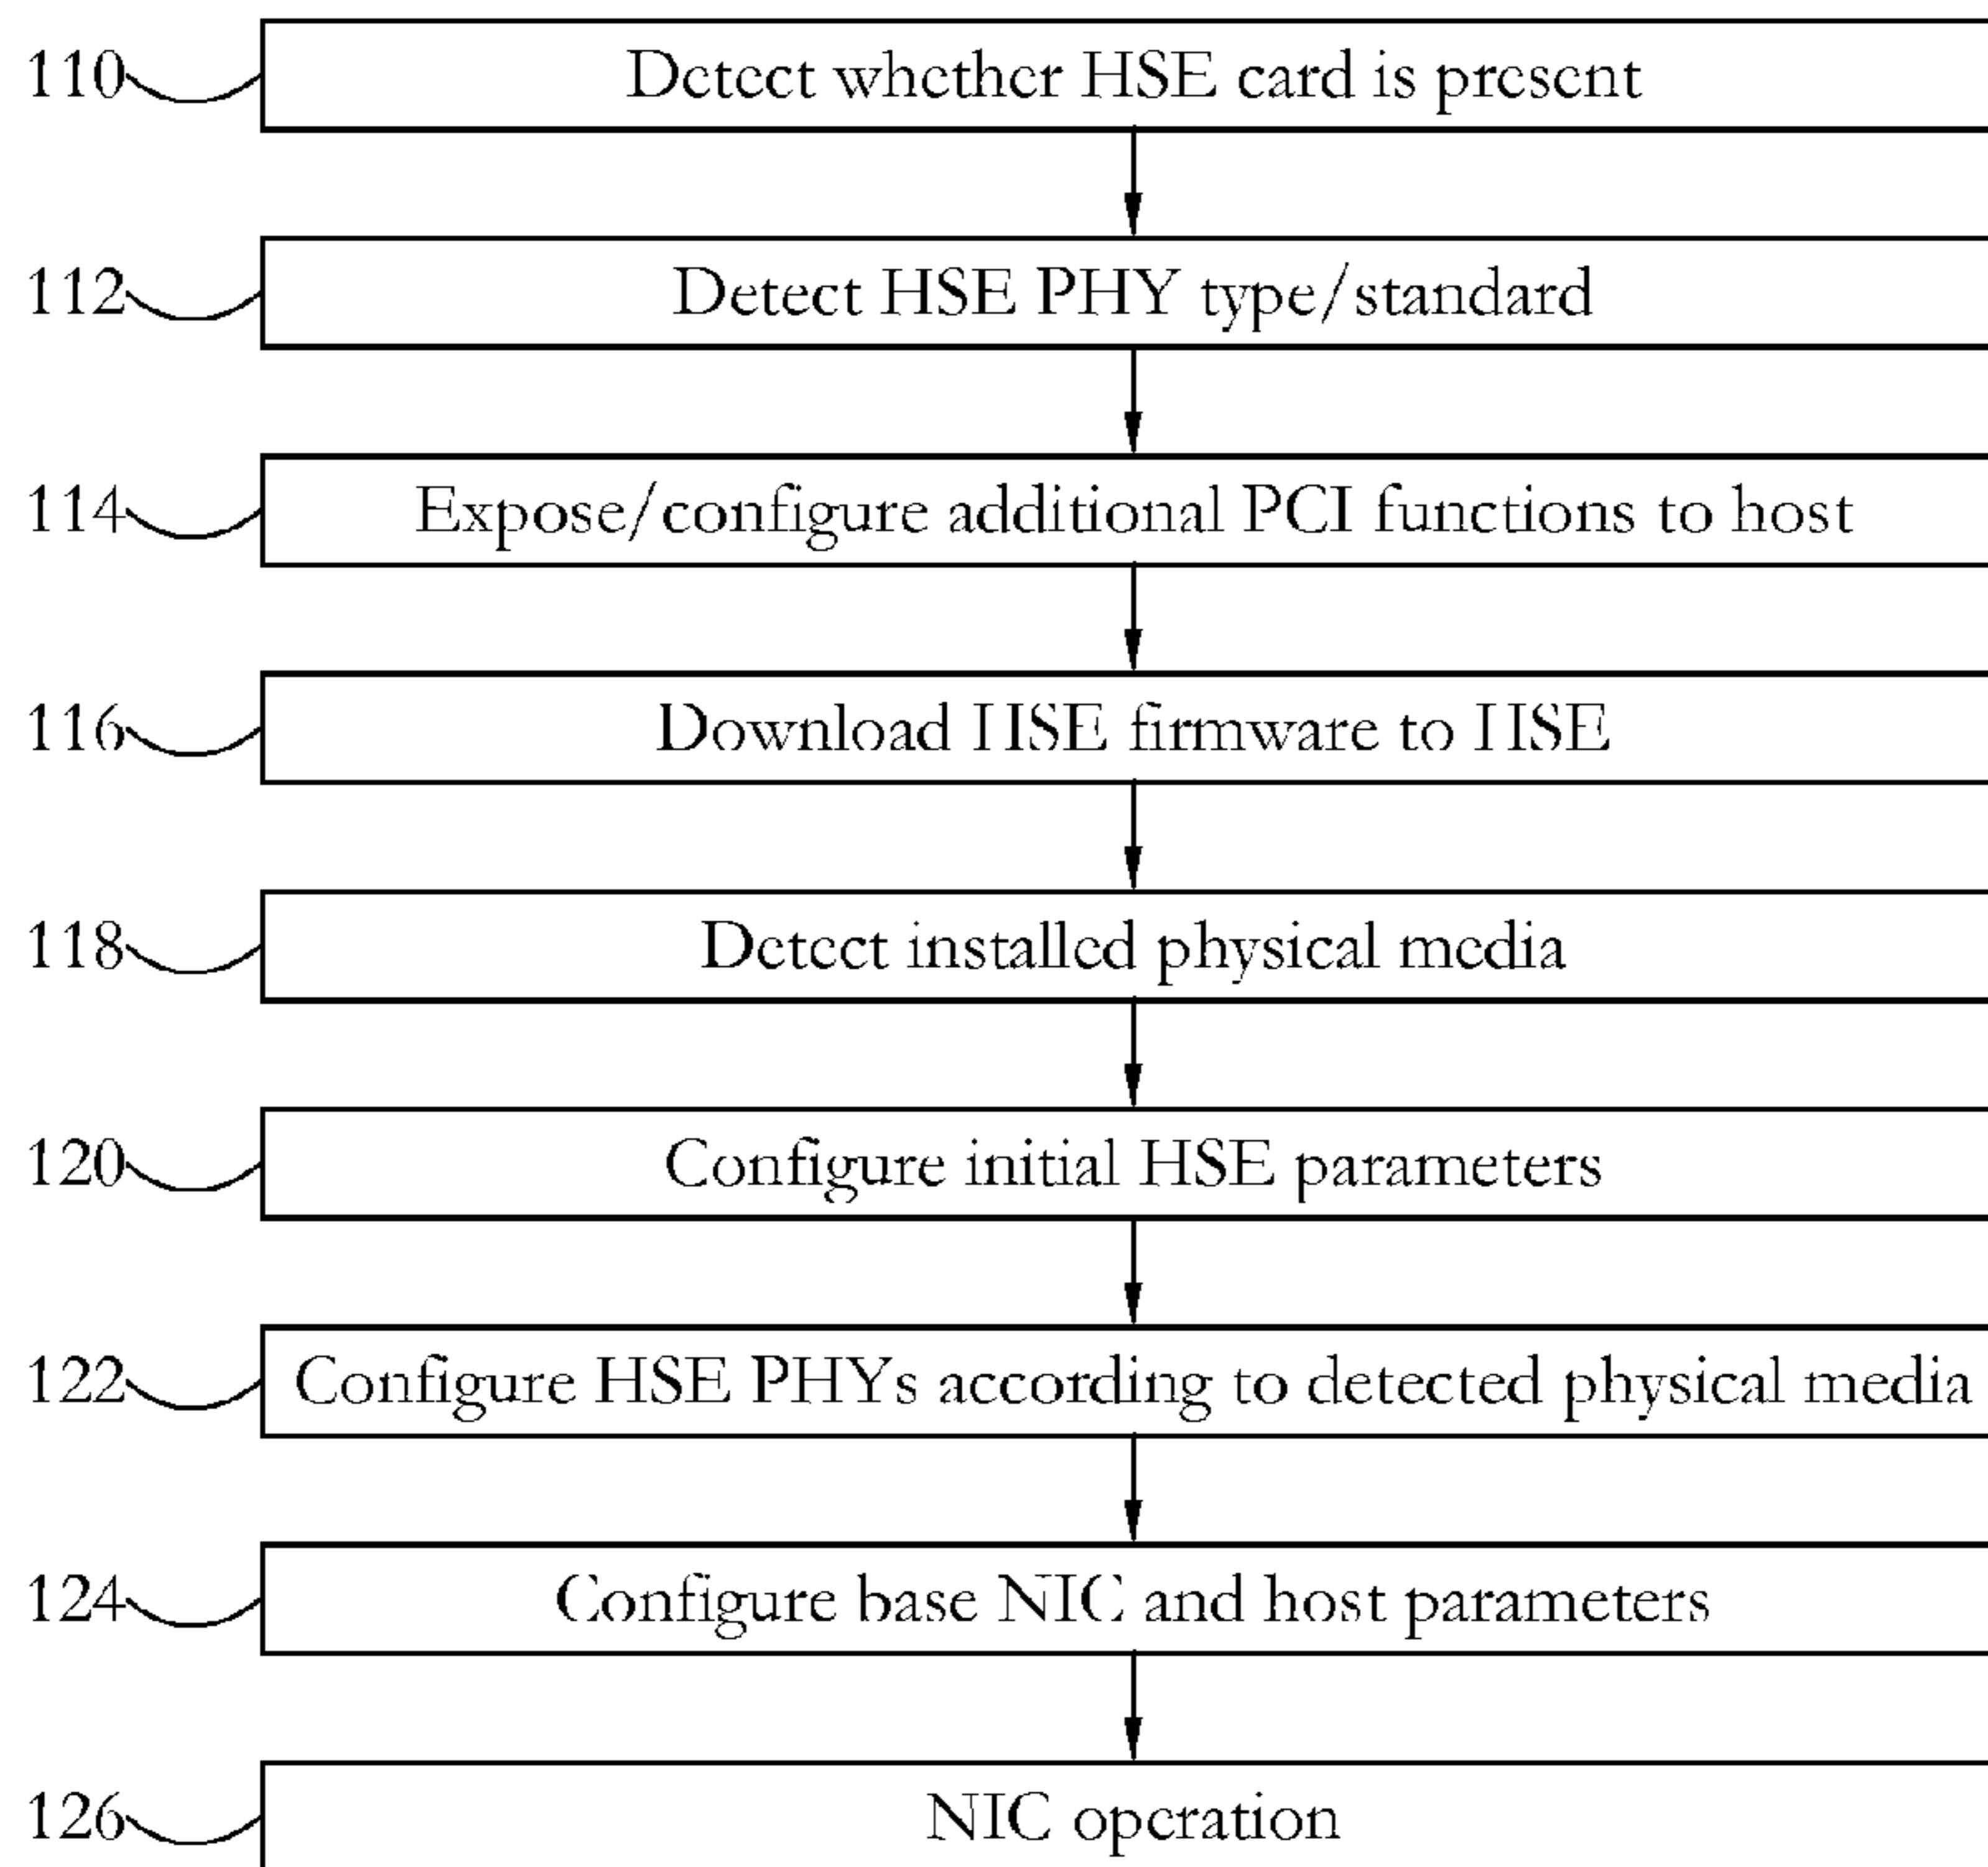 110 Detect whether HSE card is present
112 Detect HSE PHY type/standard
114 Expose/configure additional PCI functions to host
116 Download HSE firmware to HSE
118 Detect installed physical media
120 Configure initial HSE parameters
122 Configure HSE PHYs according to detected physical media
124 Configure base NIC and host parameters
126 NIC operation